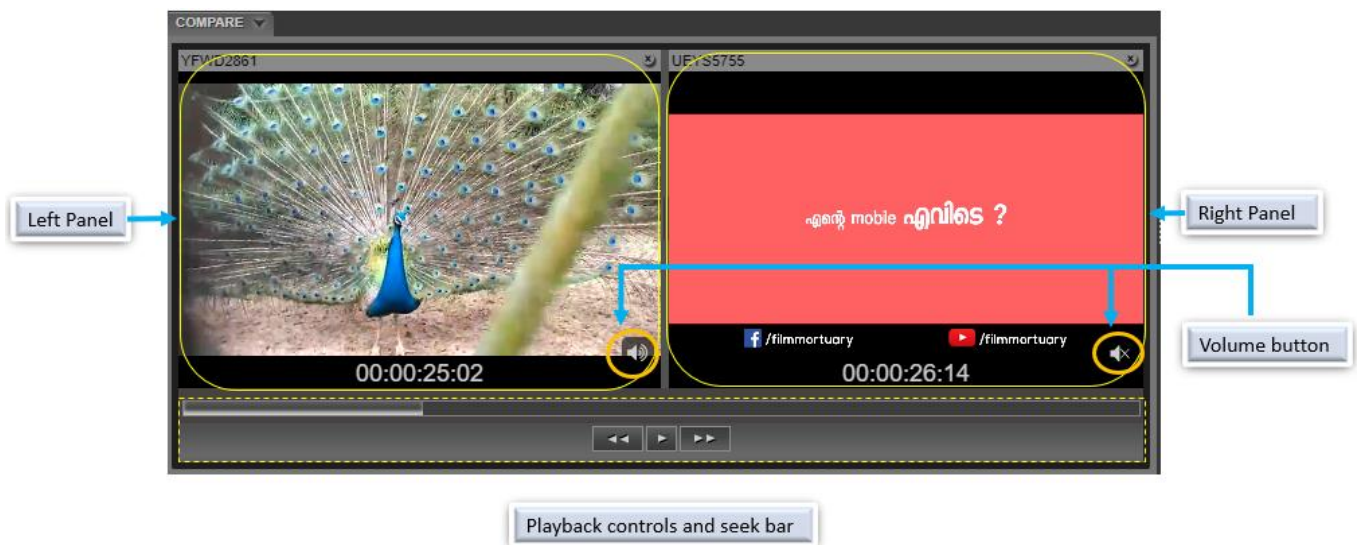 COMPARE
YFWD2861
UEYS5755
Left Panel
എന്റെ mobile എവിടെ ?
Right Panel
/filmmortuary
/filmmortuary
Volume button
00:00:25:02
00:00:26:14
Playback controls and seek bar